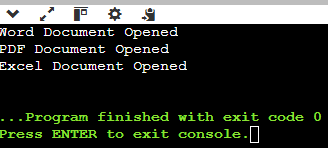 Word Document Opened
PDF Document Opened
Excel Document Opened
...Program finished with exit code 0
Press ENTER to exit console.